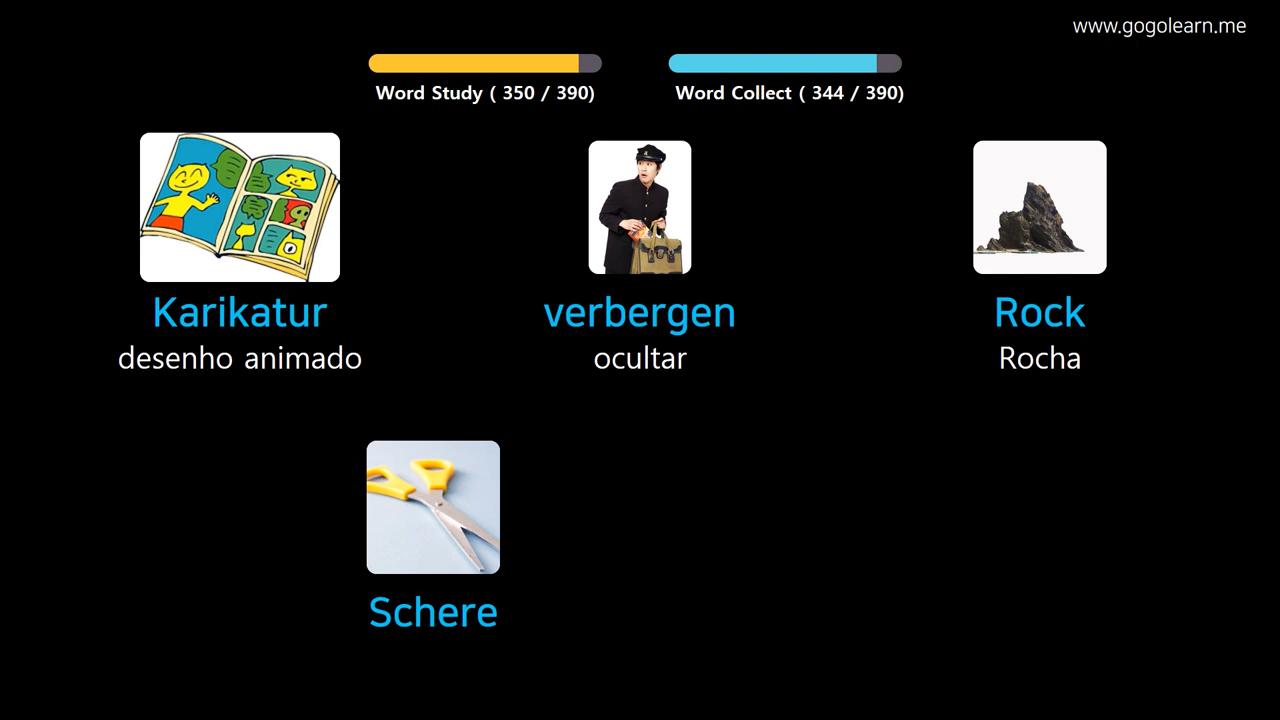 www.gogolearn.me
Word Study ( 350 / 390)
Word Collect ( 344 / 390)
Karikatur
desenho animado
verbergen
ocultar
Rock
Rocha
Schere